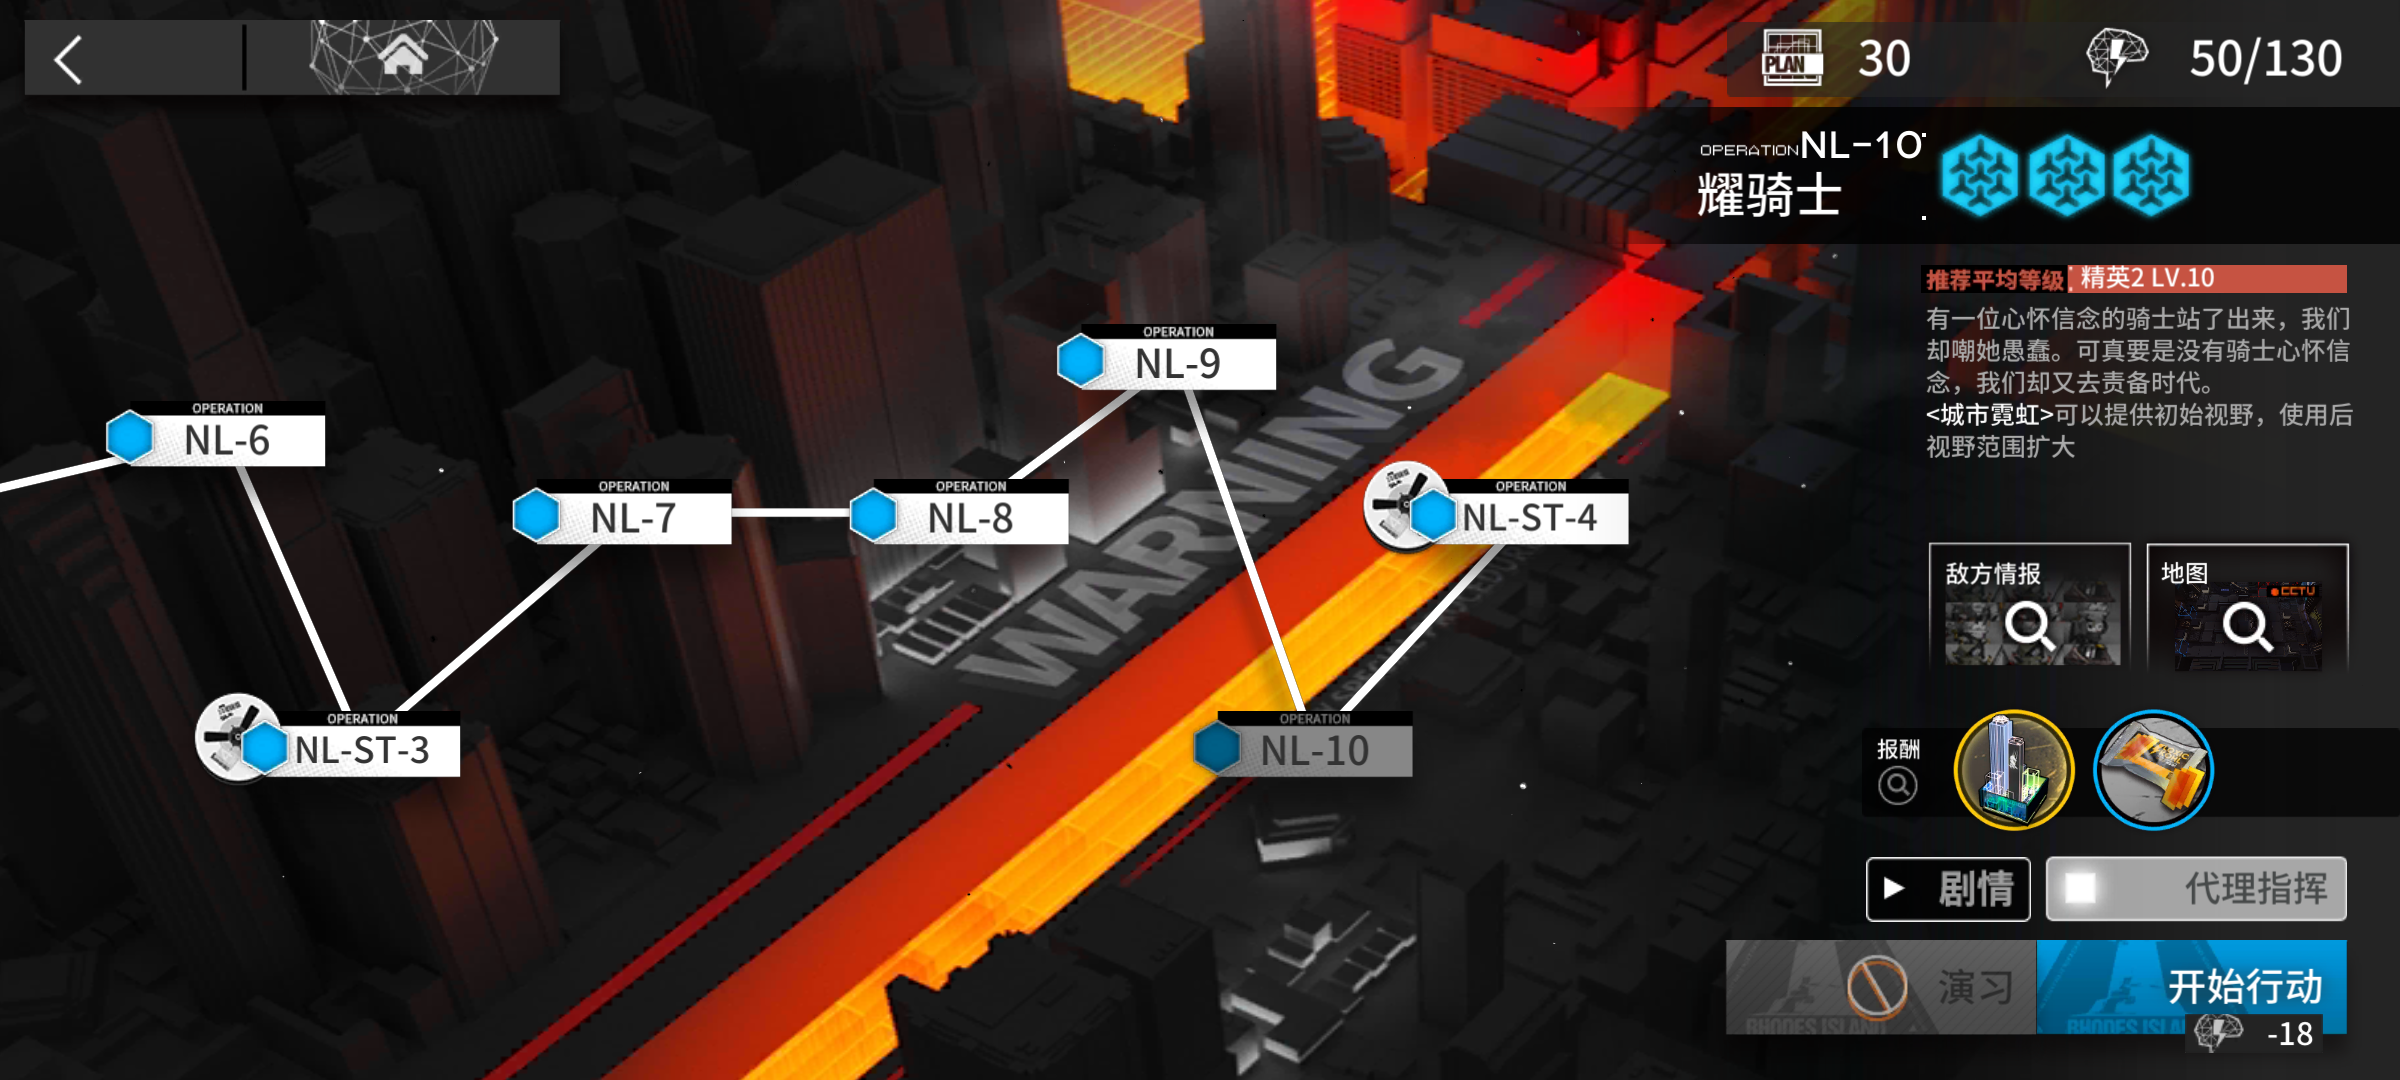 PLAN
30
50/130
OPERATION NL-10
耀骑士
推荐平均等级: 精英2 LV.10
有一位心怀信念的骑士站了出来，我们
却嘲她愚蠢。可真要是没有骑士心怀信
念，我们却又去责备时代。
<城市霓虹>可以提供初始视野，使用后
视野范围扩大
OPERATION
NL-9
OPERATION
NL-6
OPERATION
NL-7
OPERATION
NL-8
OPERATION
NL-ST-4
WARNING
敌方情报
地图
CCTV
OPERATION
NL-ST-3
OPERATION
NL-10
报酬
剧情
代理指挥
演习
开始行动
RHODES ISLAND
-18